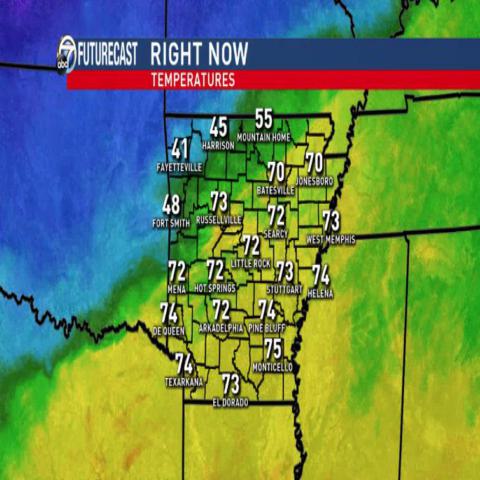 abc 7 FUTURECAST RIGHT NOW
TEMPERATURES
55
MOUNTAIN HOME
45
HARRISON
41
FAYETTEVILLE
70
JONESBORO
70
BATESVILLE
48
FORT SMITH
73
RUSSELLVILLE
72
SEARCY
73
WEST MEMPHIS
72
LITTLE ROCK
72
MENA
72
HOT SPRINGS
73
STUTTGART
74
HELENA
74
DE QUEEN
72
ARKADELPHIA
74
PINE BLUFF
75
MONTICELLO
74
TEXARKANA
73
EL DORADO